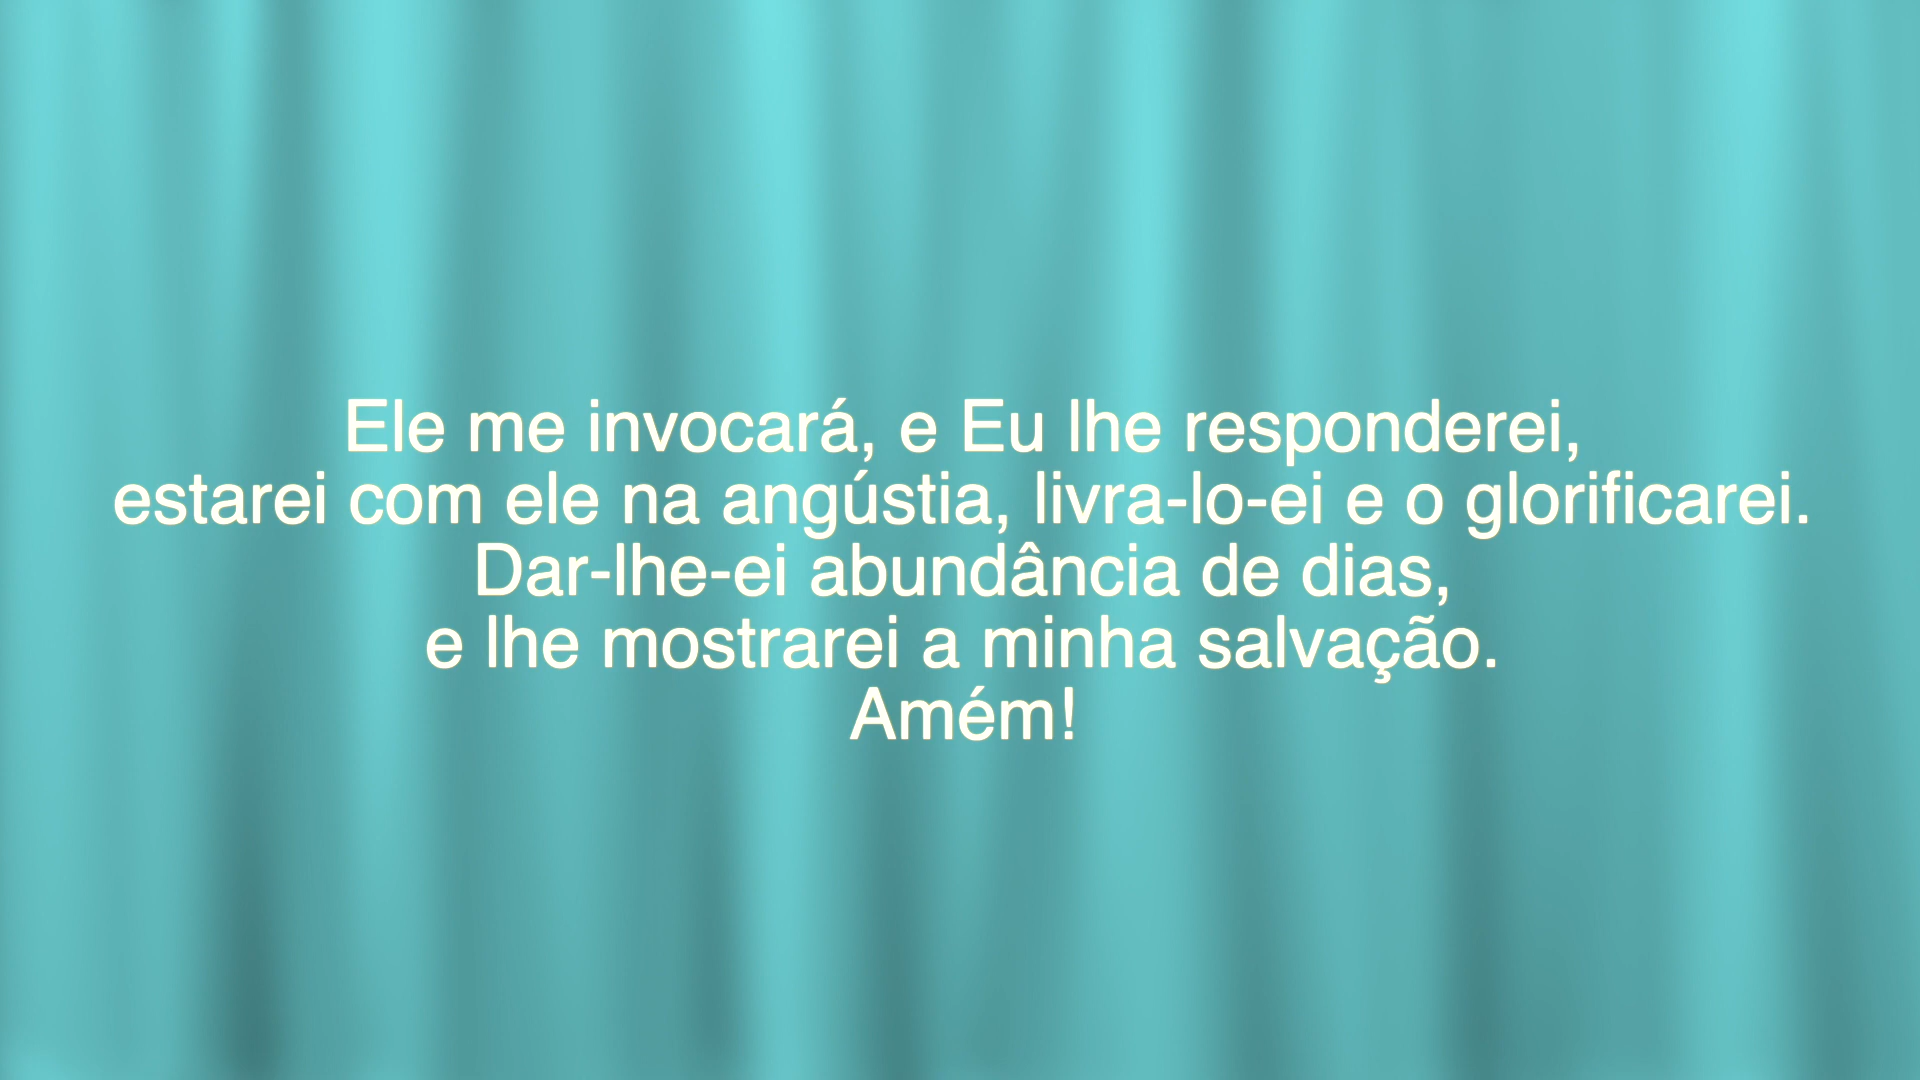 Ele me invocará, e Eu lhe responderei,
estarei com ele na angústia, livra-lo-ei e o glorificarei.
Dar-lhe-ei abundância de dias,
e lhe mostrarei a minha salvação.
Amém!